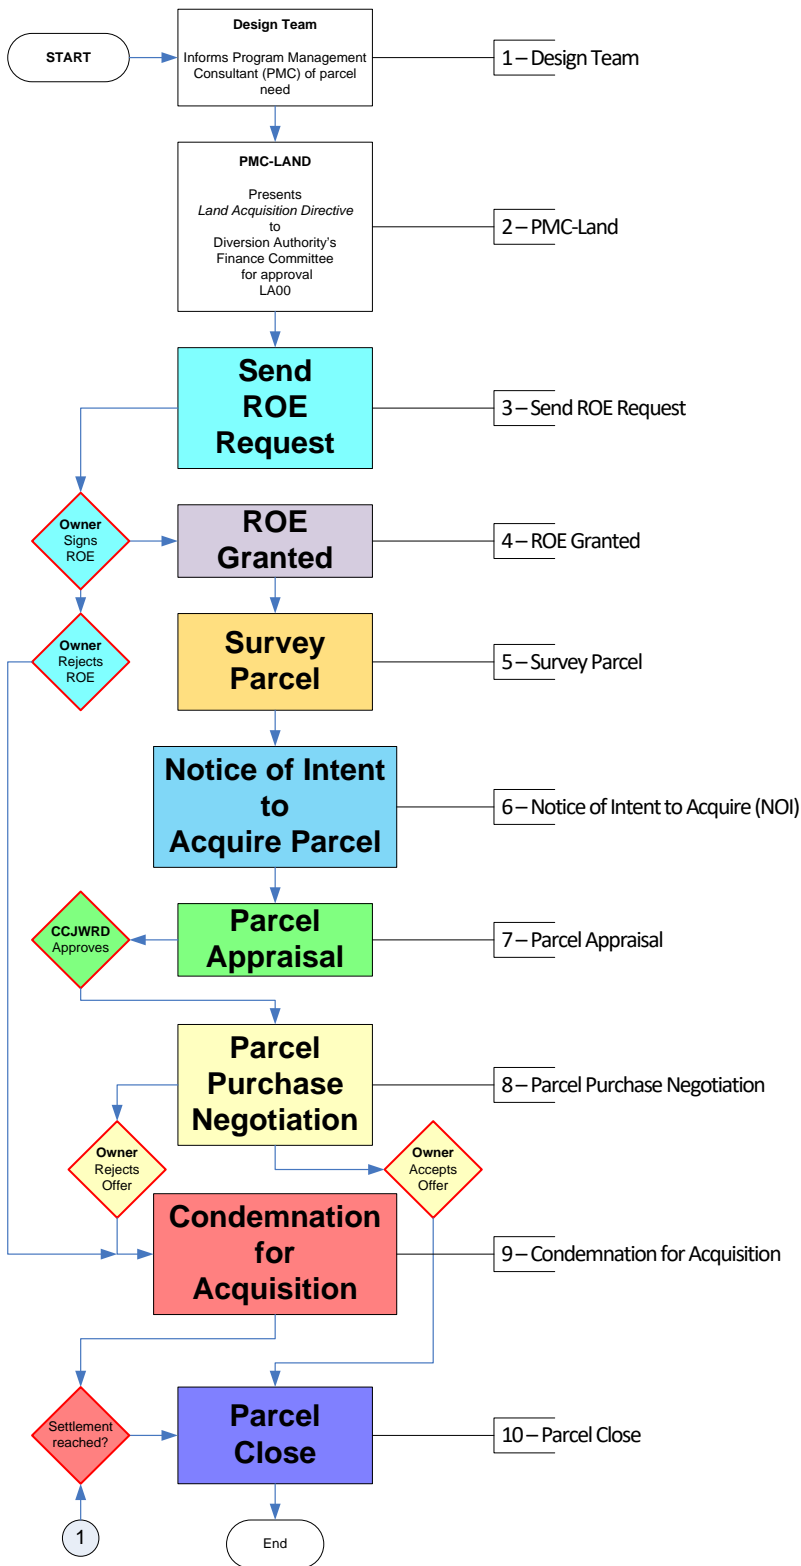 Design Team
Informs Program Management
Consultant (PMC) of parcel
need
START
1 – Design Team
PMC-LAND
Presents
Land Acquisition Directive
to
Diversion Authority's
Finance Committee
for approval
LA00
2 – PMC-Land
Send
ROE
Request
3 – Send ROE Request
Owner
Signs
ROE
ROE
Granted
4 – ROE Granted
Owner
Rejects
ROE
Survey
Parcel
5 – Survey Parcel
Notice of Intent
to
Acquire Parcel
6 – Notice of Intent to Acquire (NOI)
CCJWRD
Approves
Parcel
Appraisal
7 – Parcel Appraisal
Parcel
Purchase
Negotiation
8 – Parcel Purchase Negotiation
Owner
Rejects
Offer
Owner
Accepts
Offer
Condemnation
for
Acquisition
9 – Condemnation for Acquisition
Settlement
reached?
Parcel
Close
10 – Parcel Close
1
End